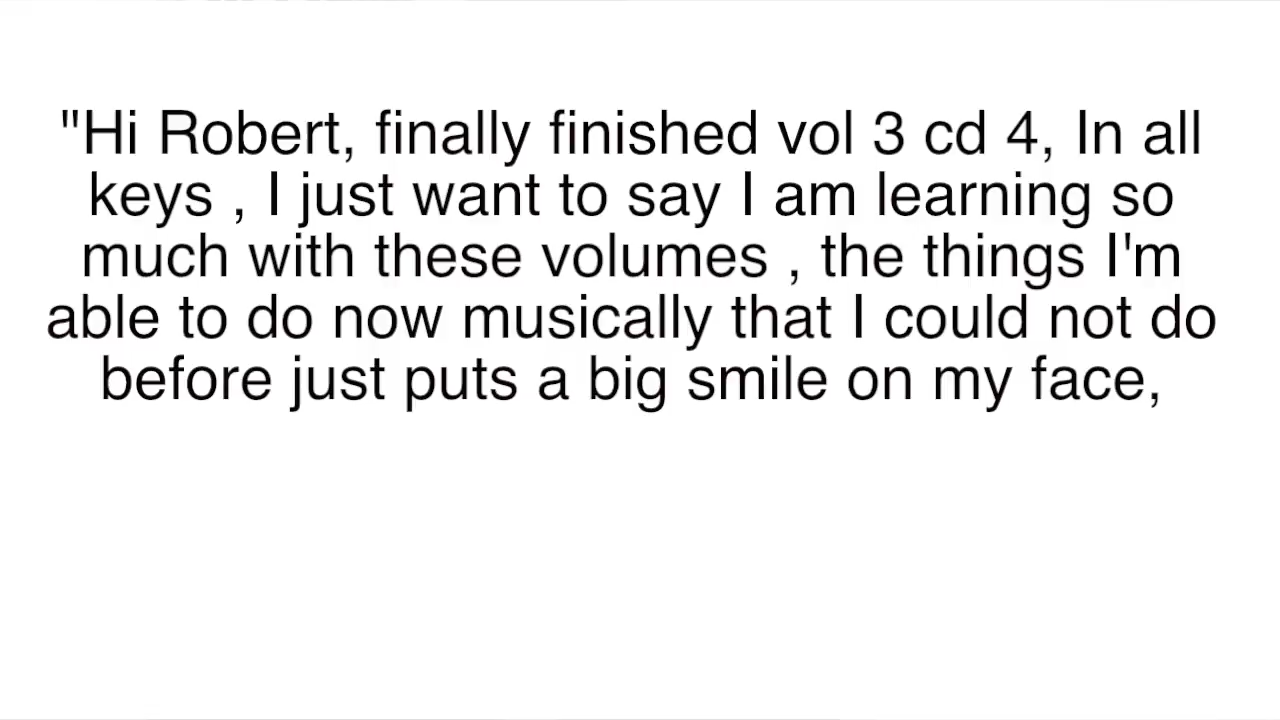 "Hi Robert, finally finished vol 3 cd 4, In all
keys , I just want to say I am learning so
much with these volumes , the things I'm
able to do now musically that I could not do
before just puts a big smile on my face,